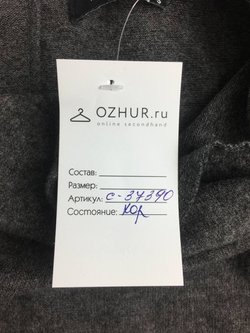 OZHUR.ru
online secondhand
Состав:
Размер:
Артикул: С-37390
Состояние: хор